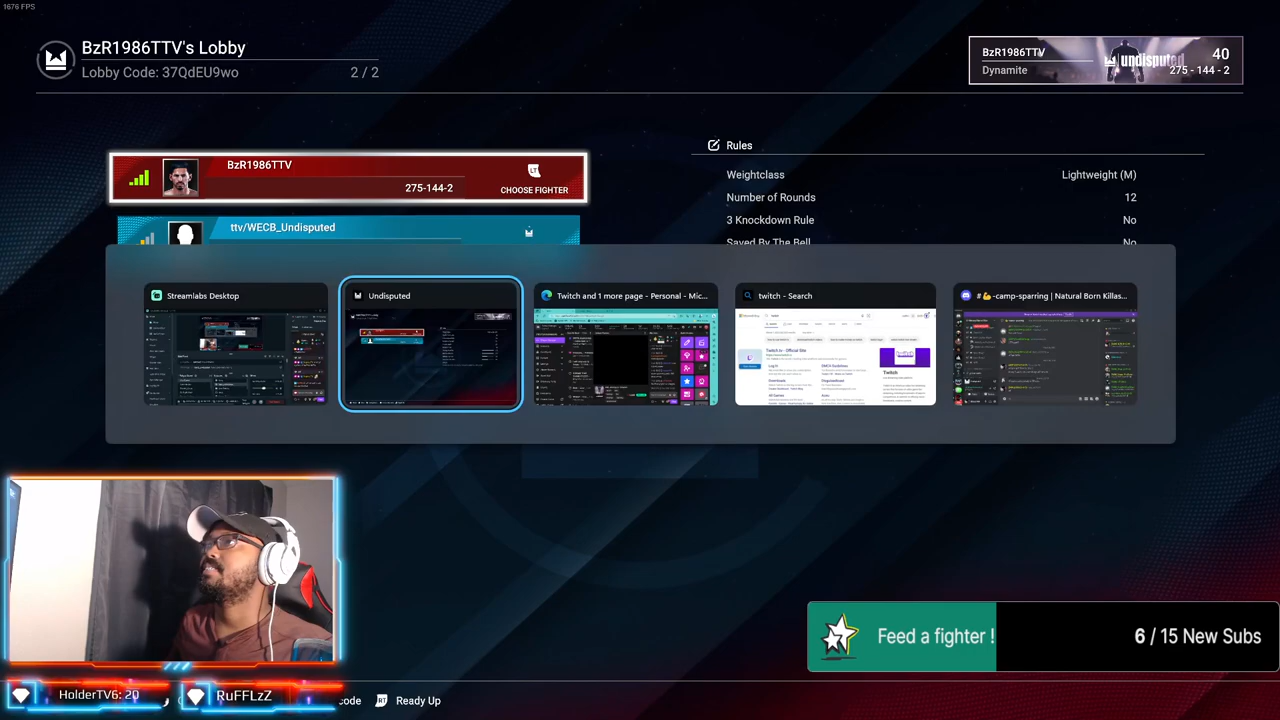 1676 FPS
BzR1986TTV's Lobby
Lobby Code: 37QdEU9wo
2 / 2
BzR1986TTV
Dynamite
undisputed
40
275 - 144 - 2
BzR1986TTV
275-144-2
LT
CHOOSE FIGHTER
ttv/WECB_Undisputed
Rules
Weightclass Lightweight (M)
Number of Rounds 12
3 Knockdown Rule No
Saved By The Bell No
Streamlabs Desktop
Undisputed
Twitch and 1 more page - Personal - Mic...
twitch - Search
# 💪-camp-sparring | Natural Born Killas...
Feed a fighter !
6 / 15 New Subs
HolderTV6: 20
RuFFLzZ
code
RT
Ready Up